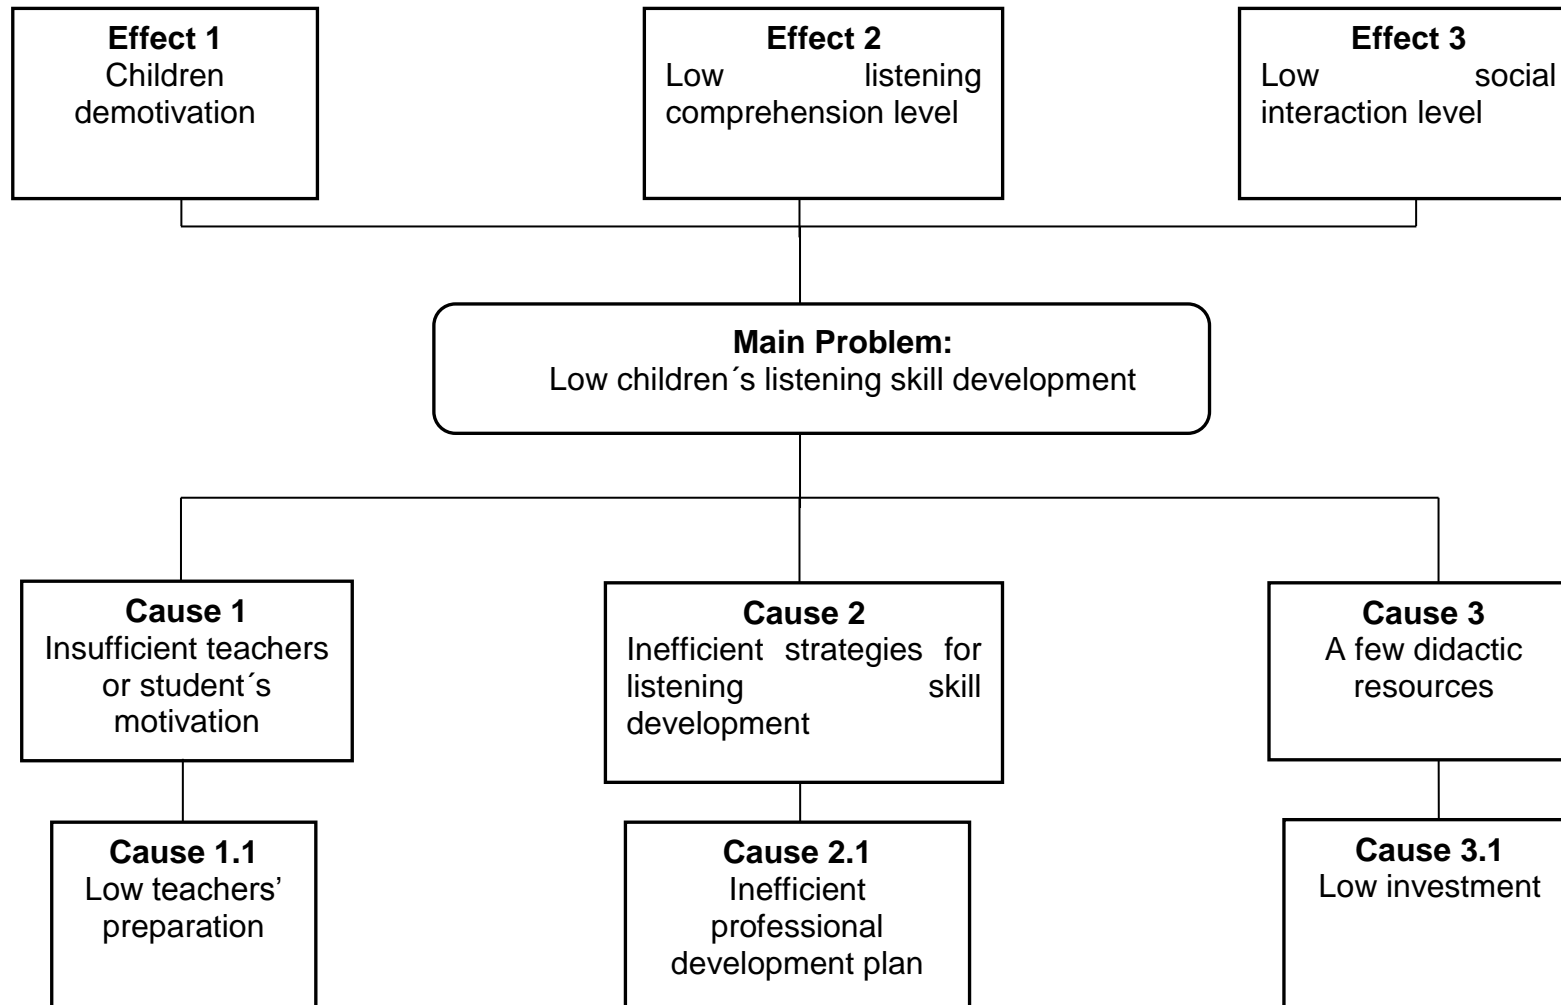 Effect 1
Children
demotivation
Effect 2
Low listening
comprehension level
Effect 3
Low social
interaction level
Main Problem:
Low children´s listening skill development
Cause 1
Insufficient teachers
or student´s
motivation
Cause 2
Inefficient strategies for
listening skill
development
Cause 3
A few didactic
resources
Cause 1.1
Low teachers’
preparation
Cause 2.1
Inefficient
professional
development plan
Cause 3.1
Low investment